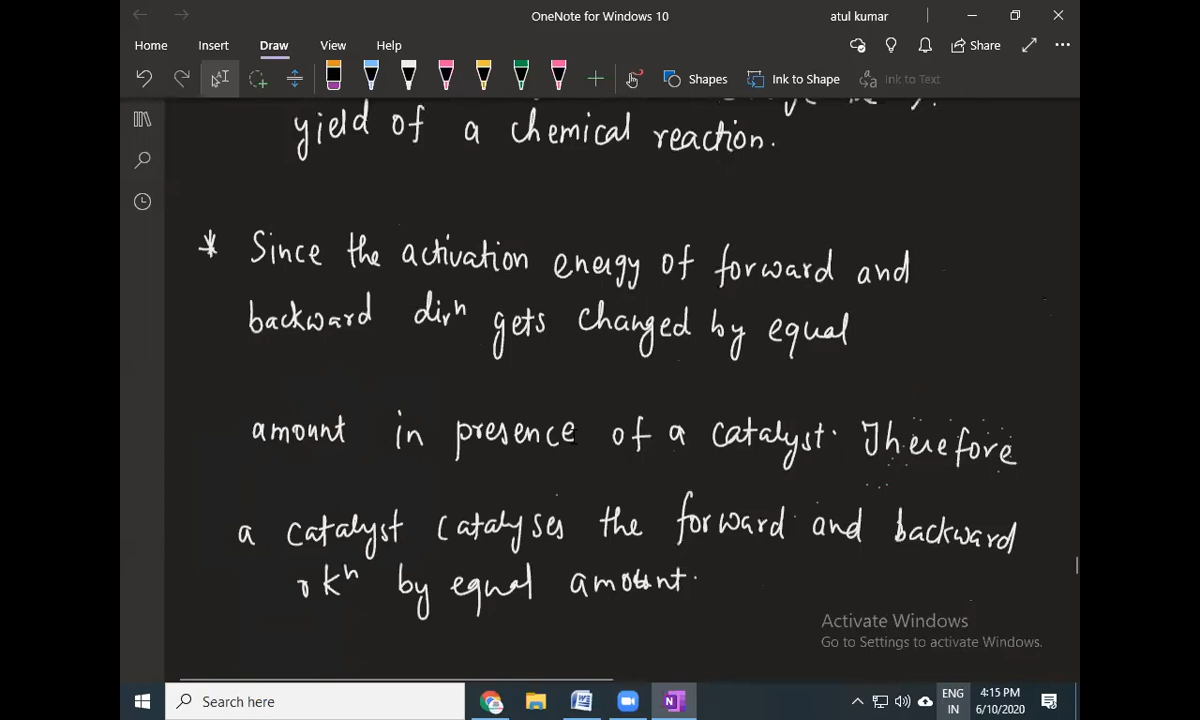 OneNote for Windows 10
atul kumar
Home Insert Draw View Help
Share
Shapes Ink to Shape Ink to Text
yield of a chemical reaction.
* Since the activation energy of forward and
backward dirⁿ gets changed by equal
amount in presence of a catalyst. Therefore
a catalyst catalyses the forward and backward
rxⁿ by equal amount.
Activate Windows
Go to Settings to activate Windows.
Search here
ENG
IN
4:15 PM
6/10/2020